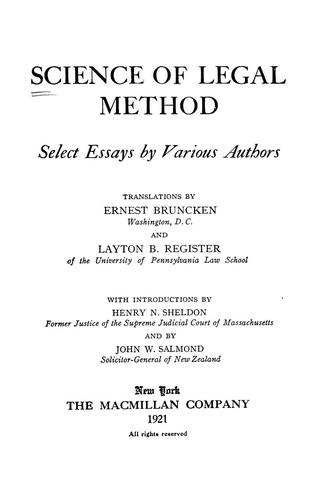 SCIENCE OF LEGAL
METHOD
Select Essays by Various Authors
TRANSLATIONS BY
ERNEST BRUNCKEN
Washington, D. C.
AND
LAYTON B. REGISTER
of the University of Pennsylvania Law School
WITH INTRODUCTIONS BY
HENRY N. SHELDON
Former Justice of the Supreme Judicial Court of Massachusetts
AND BY
JOHN W. SALMOND
Solicitor-General of New Zealand
New York
THE MACMILLAN COMPANY
1921
All rights reserved